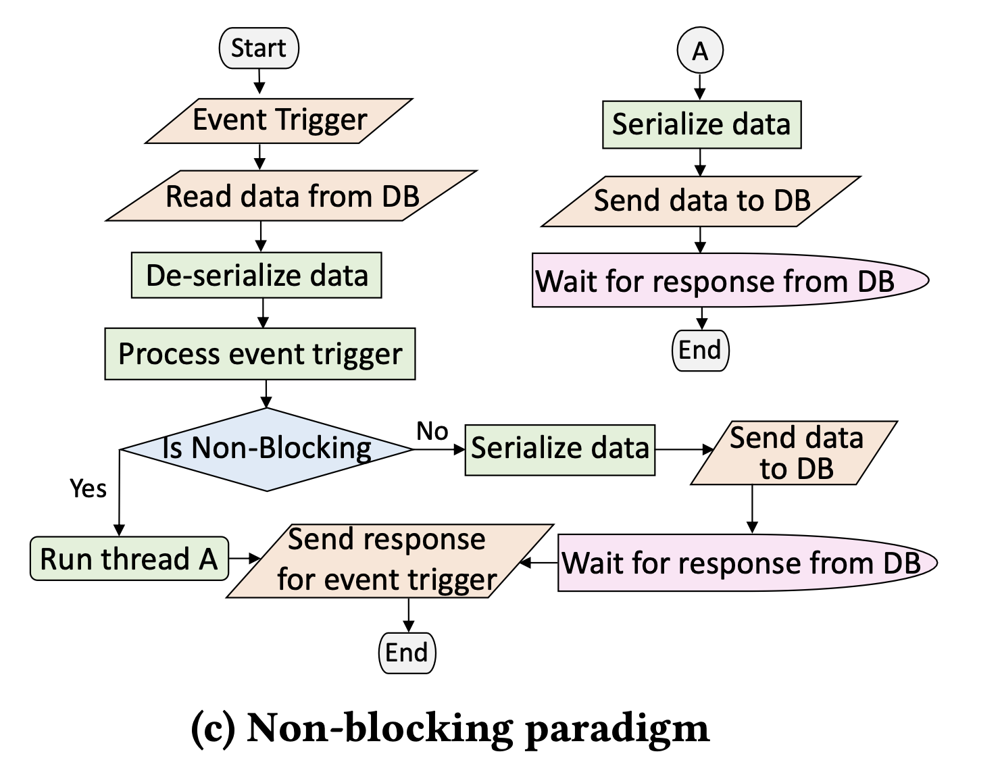 Start
Event Trigger
Read data from DB
De-serialize data
Process event trigger
Is Non-Blocking
No
Serialize data
Send data
to DB
Wait for response from DB
Yes
Run thread A
Send response
for event trigger
End
A
Serialize data
Send data to DB
Wait for response from DB
End
(c) Non-blocking paradigm